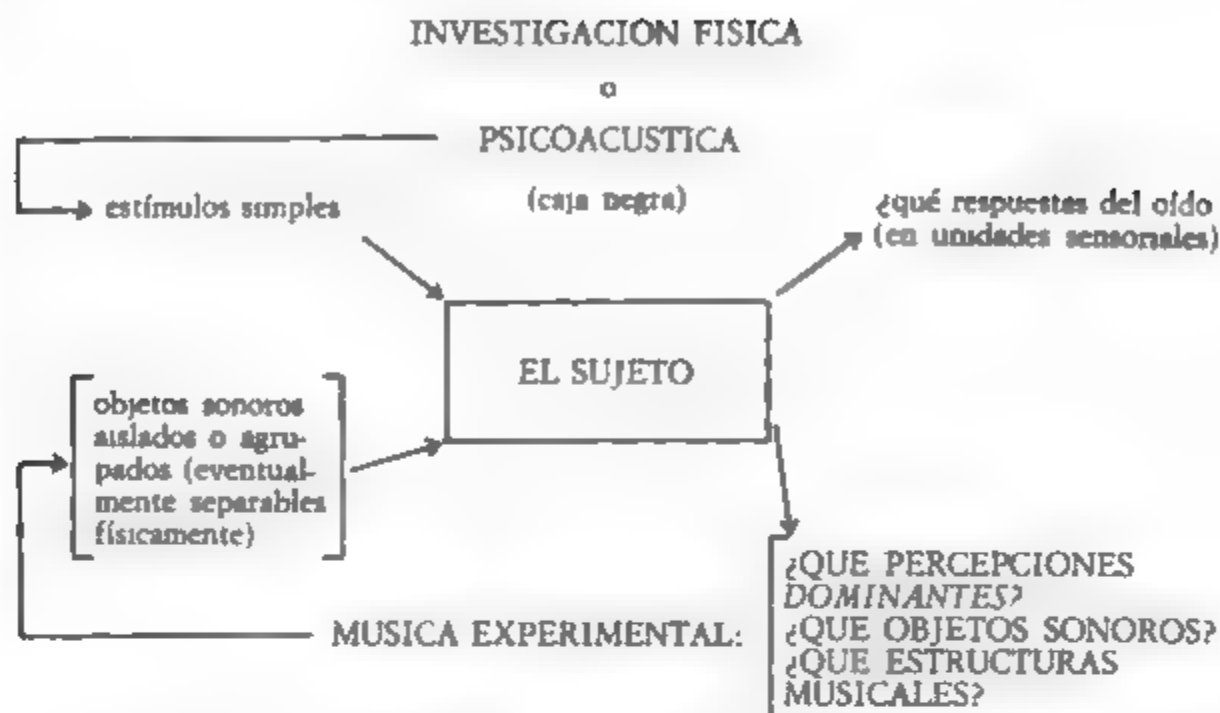 INVESTIGACION FISICA
o
PSICOACUSTICA
(caja negra)
estímulos simples
¿qué respuestas del oído
(en unidades sensoriales)
EL SUJETO
objetos sonoros
aislados o agru-
pados (eventual-
mente separables
físicamente)
MUSICA EXPERIMENTAL:
¿QUE PERCEPCIONES
DOMINANTES?
¿QUE OBJETOS SONOROS?
¿QUE ESTRUCTURAS
MUSICALES?